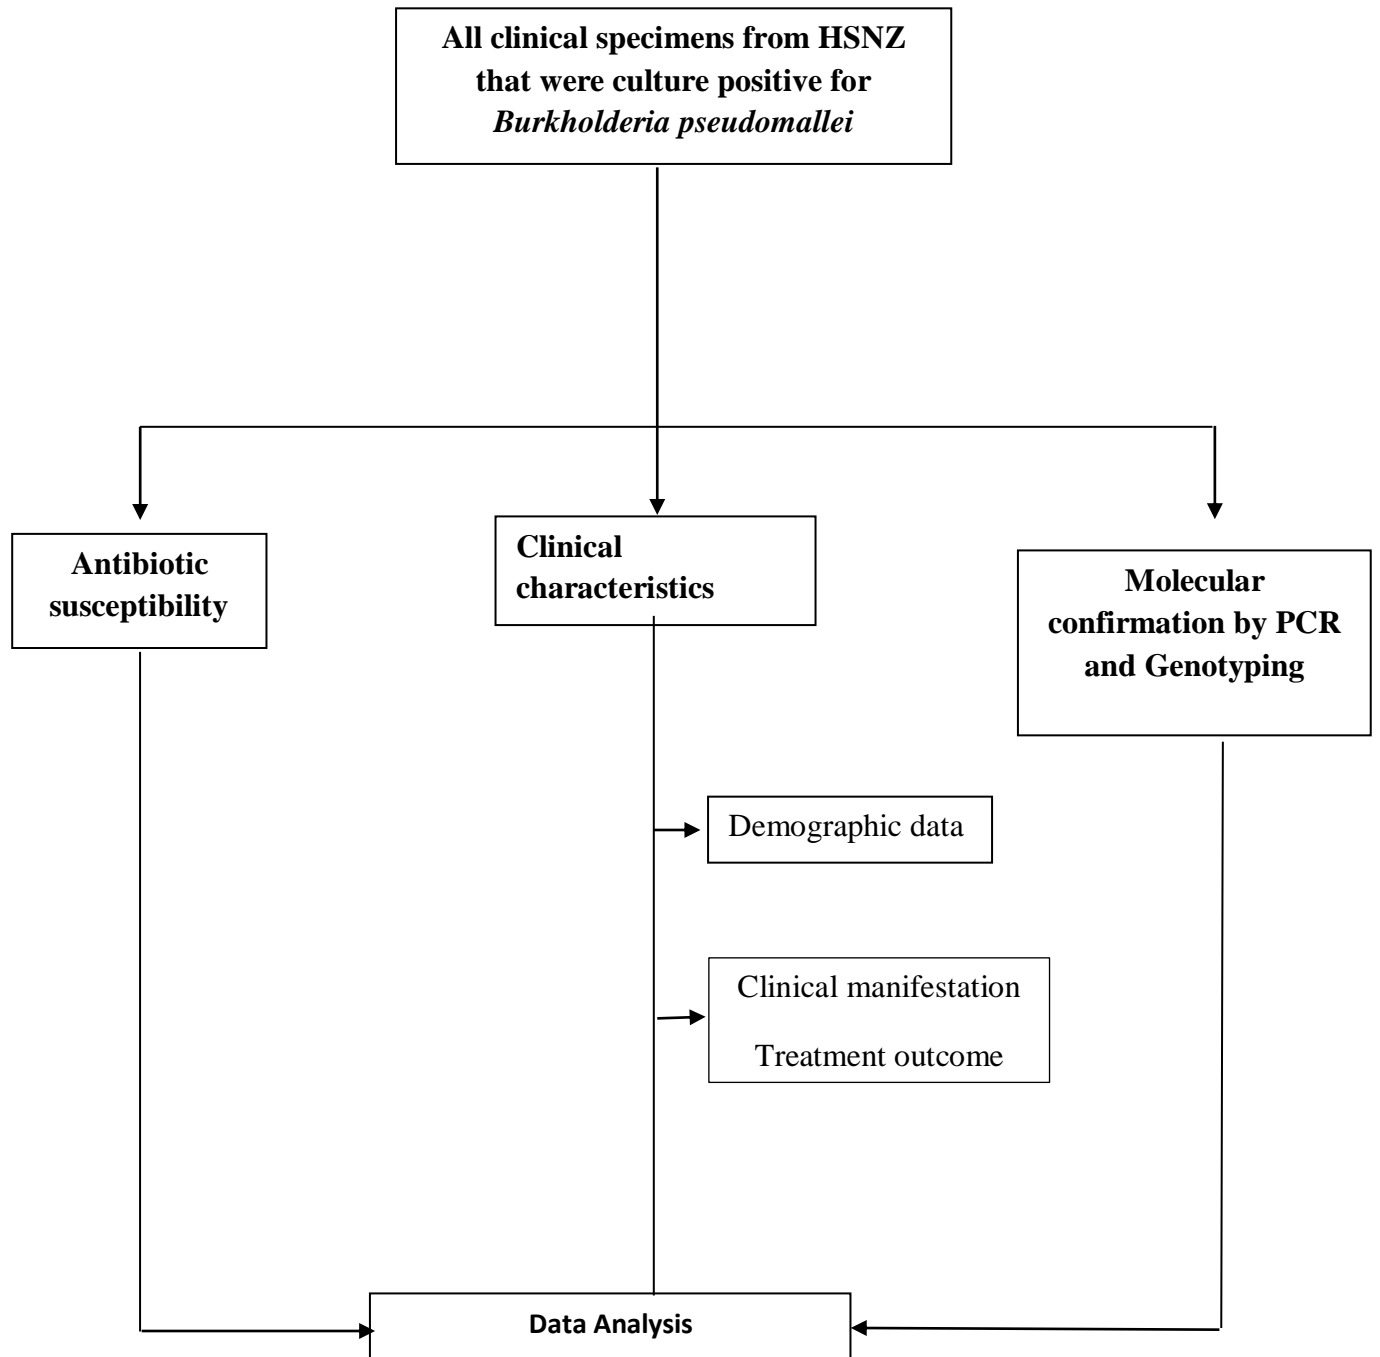 All clinical specimens from HSNZ
that were culture positive for
Burkholderia pseudomallei
Antibiotic
susceptibility
Clinical
characteristics
Molecular
confirmation by PCR
and Genotyping
Demographic data
Clinical manifestation
Treatment outcome
Data Analysis